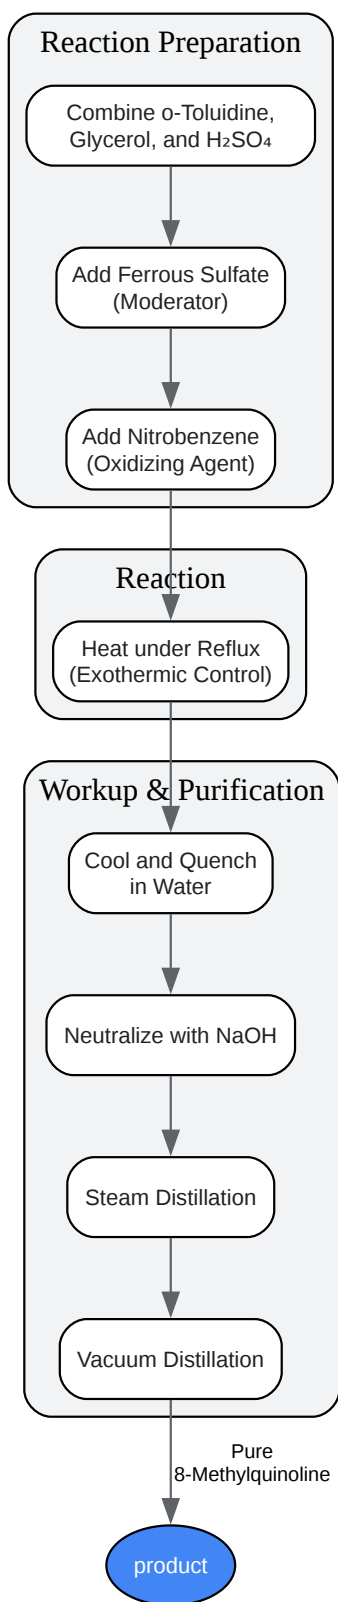 Reaction Preparation
Combine o-Toluidine,
Glycerol, and H₂SO₄
Add Ferrous Sulfate
(Moderator)
Add Nitrobenzene
(Oxidizing Agent)
Reaction
Heat under Reflux
(Exothermic Control)
Workup & Purification
Cool and Quench
in Water
Neutralize with NaOH
Steam Distillation
Vacuum Distillation
Pure
8-Methylquinoline
product